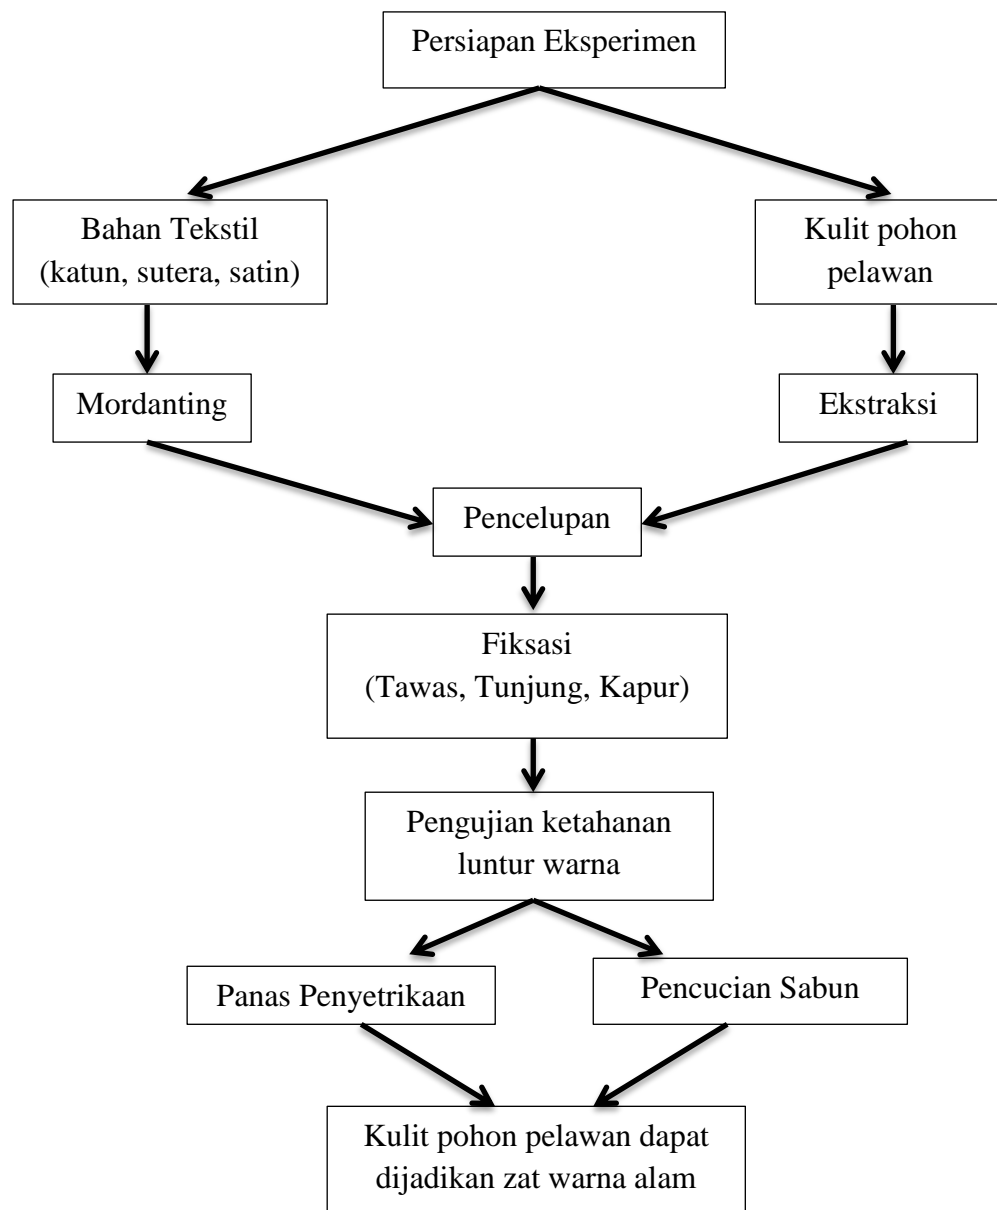 Persiapan Eksperimen
Bahan Tekstil
(katun, sutera, satin)
Kulit pohon
pelawan
Mordanting
Ekstraksi
Pencelupan
Fiksasi
(Tawas, Tunjung, Kapur)
Pengujian ketahanan
luntur warna
Panas Penyetrikaan
Pencucian Sabun
Kulit pohon pelawan dapat
dijadikan zat warna alam